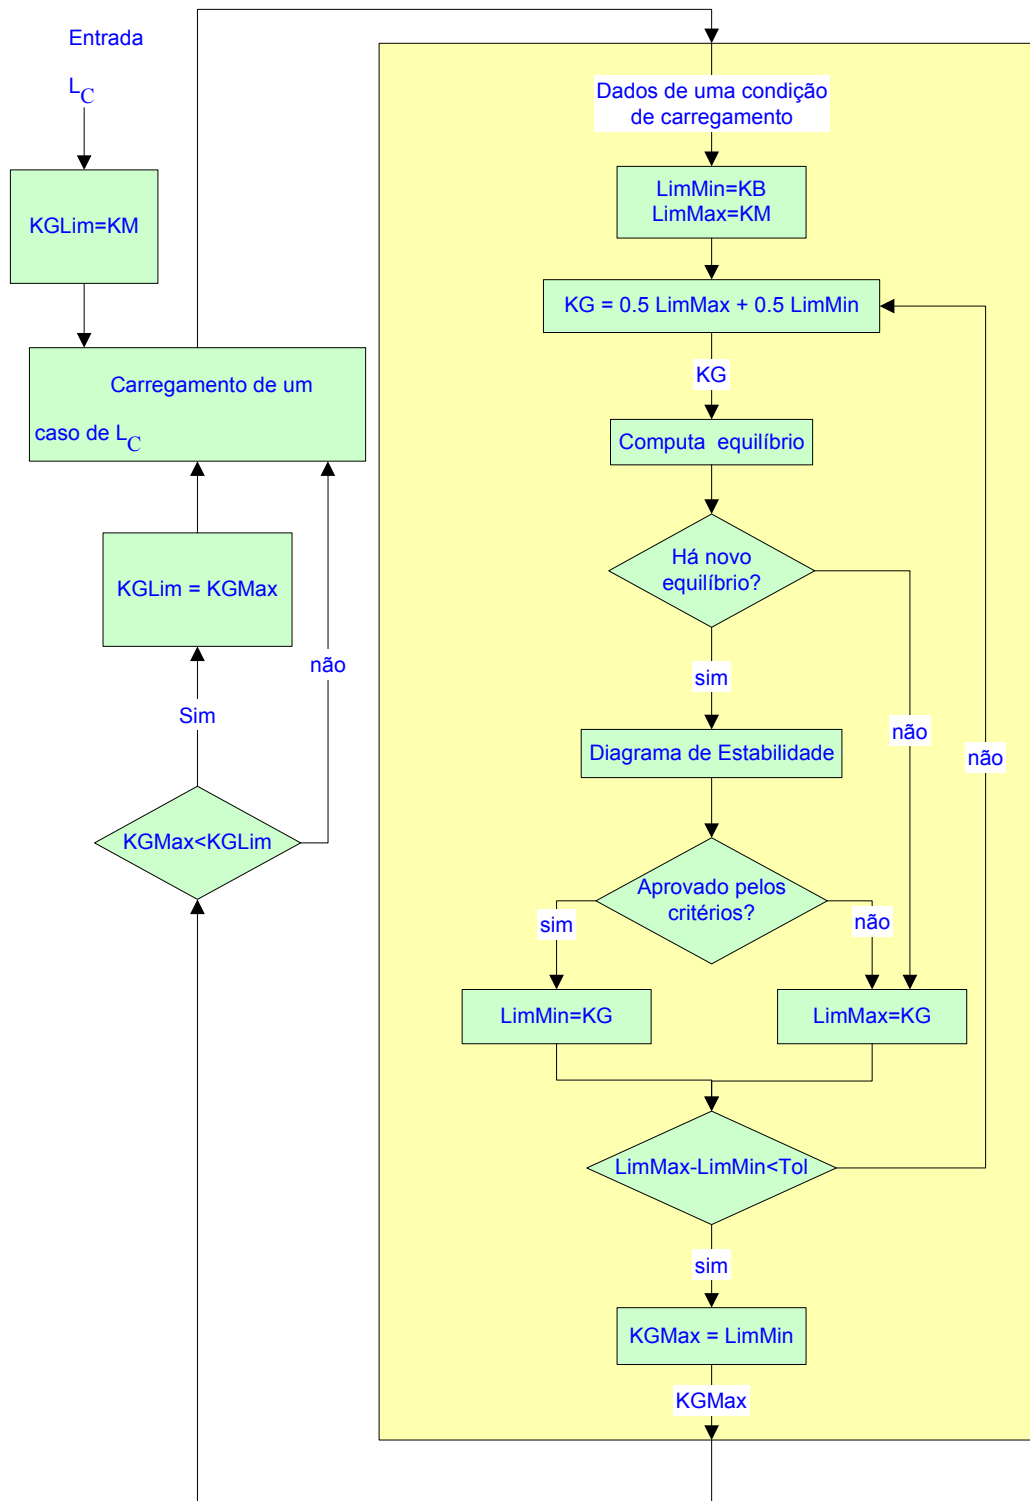 Entrada
LC
KGLim=KM
Carregamento de um
caso de LC
KGLim = KGMax
não
Sim
KGMax<KGLim
Dados de uma condição
de carregamento
LimMin=KB
LimMax=KM
KG = 0.5 LimMax + 0.5 LimMin
KG
Computa equilíbrio
Há novo
equilíbrio?
sim
não
não
Diagrama de Estabilidade
Aprovado pelos
critérios?
sim
não
LimMin=KG
LimMax=KG
LimMax-LimMin<Tol
sim
KGMax = LimMin
KGMax